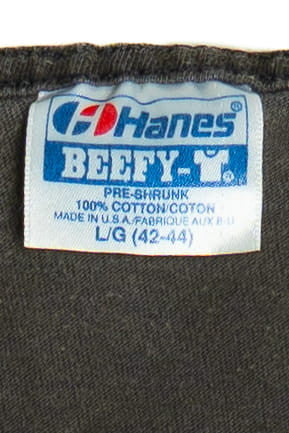 Hanes®
BEEFY-T®
PRE-SHRUNK
100% COTTON/COTON
MADE IN U.S.A./FABRIQUE AUX É-U
L/G (42-44)